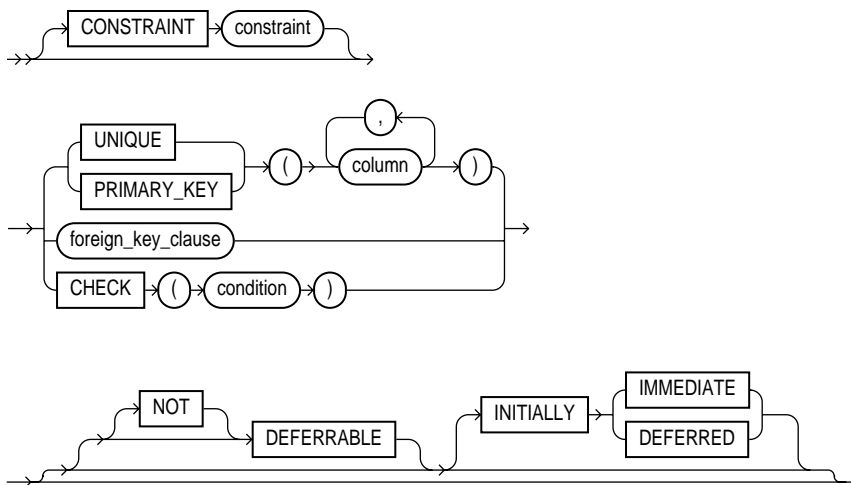 CONSTRAINT constraint
,
UNIQUE
( column )
PRIMARY_KEY
foreign_key_clause
CHECK ( condition )
IMMEDIATE
NOT INITIALLY
DEFERRABLE DEFERRED